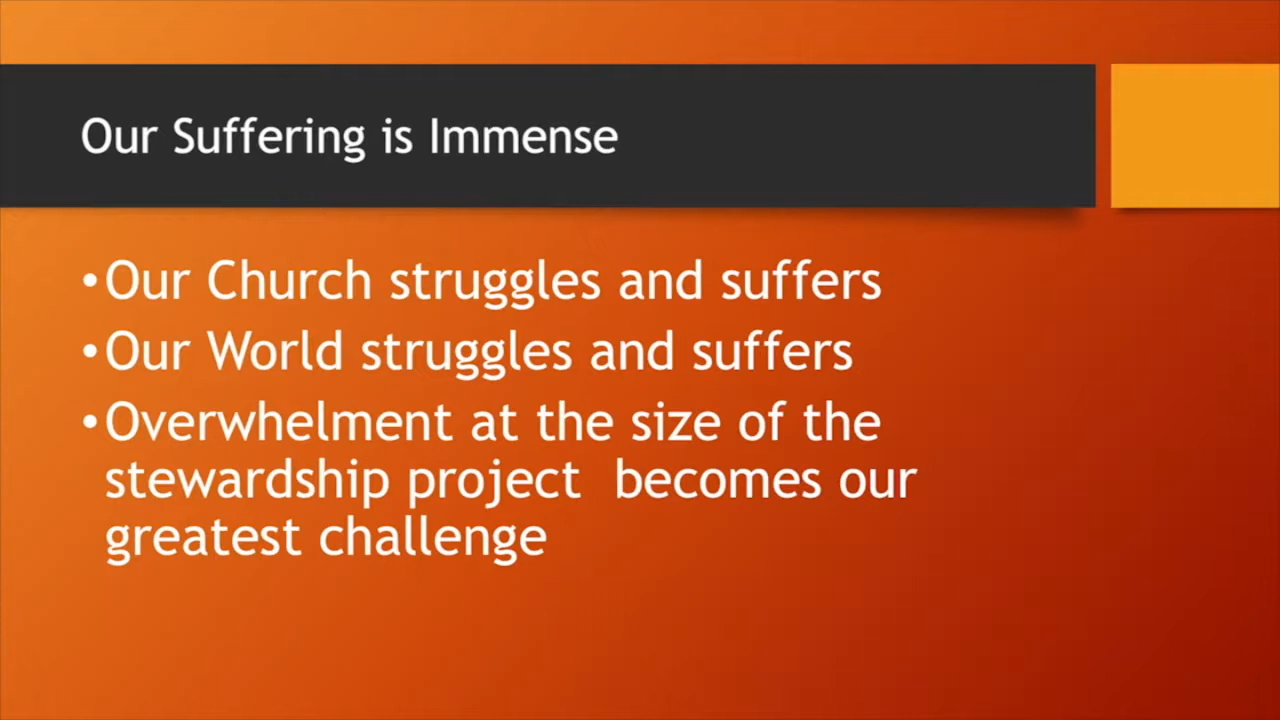 Our Suffering is Immense
•Our Church struggles and suffers
•Our World struggles and suffers
•Overwhelment at the size of the
stewardship project  becomes our
greatest challenge